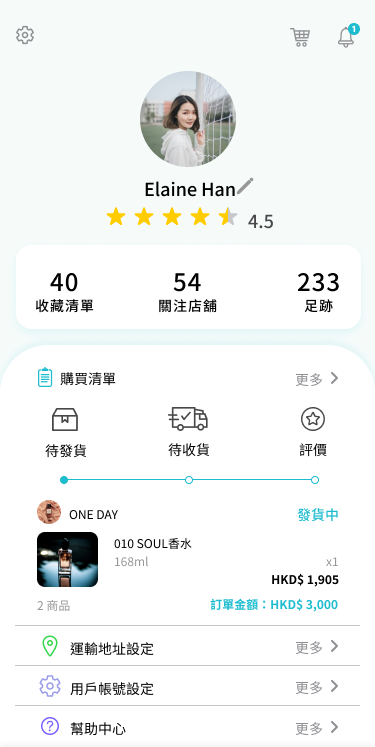 1
Elaine Han
4.5
40 54 233
收藏清單 關注店舖 足跡
購買清單 更多
待發貨 待收貨 評價
ONE DAY 發貨中
010 SOUL香水
168ml x1
HKD$ 1,905
2 商品 訂單金額：HKD$ 3,000
運輸地址設定 更多
用戶帳號設定 更多
幫助中心 更多